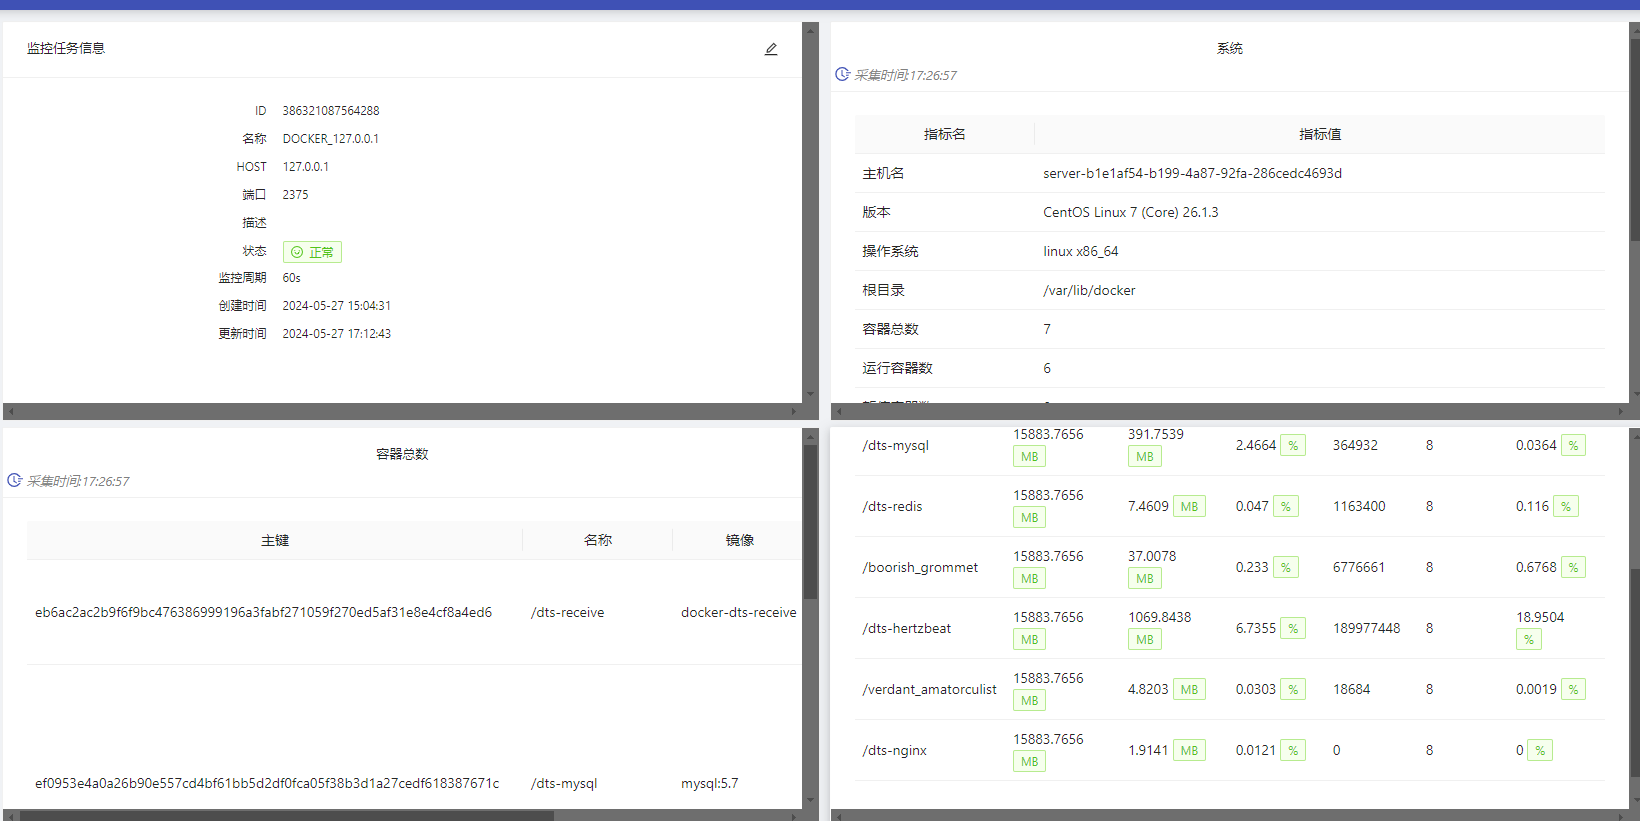 监控任务信息
ID 386321087564288
名称 DOCKER_127.0.0.1
HOST 127.0.0.1
端口 2375
描述
状态 正常
监控周期 60s
创建时间 2024-05-27 15:04:31
更新时间 2024-05-27 17:12:43
系统
采集时间:17:26:57
指标名 指标值
主机名 server-b1e1af54-b199-4a87-92fa-286cedc4693d
版本 CentOS Linux 7 (Core) 26.1.3
操作系统 linux x86_64
根目录 /var/lib/docker
容器总数 7
运行容器数 6
容器总数
采集时间:17:26:57
主键 名称 镜像
eb6ac2ac2b9f6f9bc476386999196a3fabf271059f270ed5af31e8e4cf8a4ed6 /dts-receive docker-dts-receive
ef0953e4a0a26b90e557cd4bf61bb5d2df0fca05f38b3d1a27cedf618387671c /dts-mysql mysql:5.7
/dts-mysql 15883.7656 MB 391.7539 MB 2.4664 % 364932 8 0.0364 %
/dts-redis 15883.7656 MB 7.4609 MB 0.047 % 1163400 8 0.116 %
/boorish_grommet 15883.7656 MB 37.0078 MB 0.233 % 6776661 8 0.6768 %
/dts-hertzbeat 15883.7656 MB 1069.8438 MB 6.7355 % 189977448 8 18.9504 %
/verdant_amatorculist 15883.7656 MB 4.8203 MB 0.0303 % 18684 8 0.0019 %
/dts-nginx 15883.7656 MB 1.9141 MB 0.0121 % 0 8 0 %